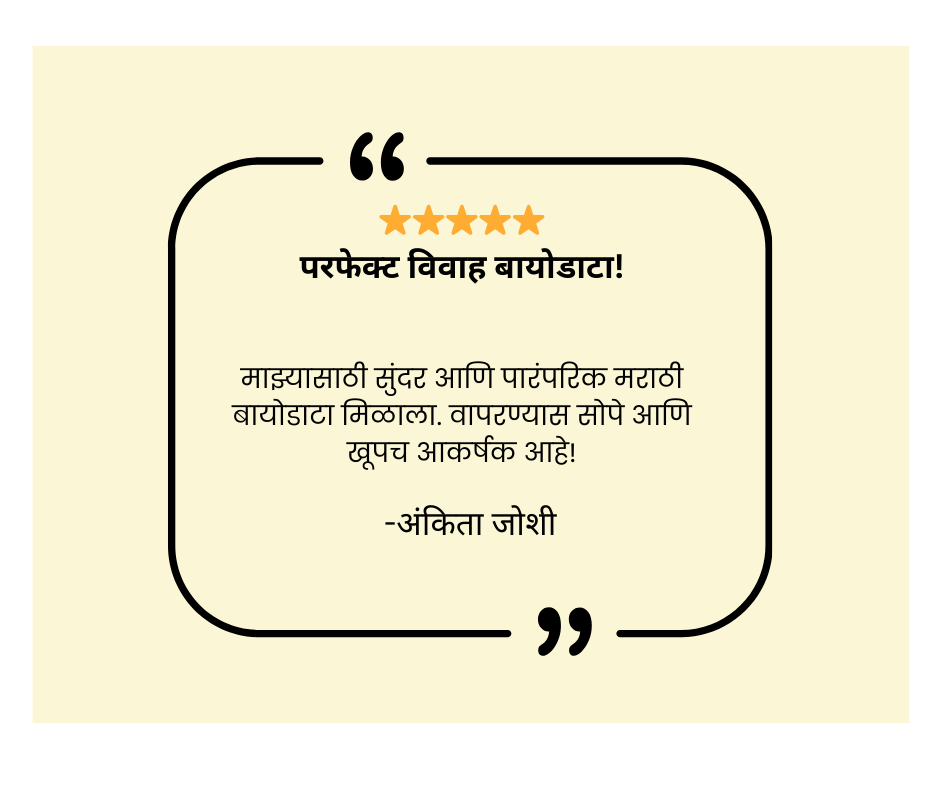 परफेक्ट विवाह बायोडाटा!
माझ्यासाठी सुंदर आणि पारंपरिक मराठी
बायोडाटा मिळाला. वापरण्यास सोपे आणि
खूपच आकर्षक आहे!
-अंकिता जोशी